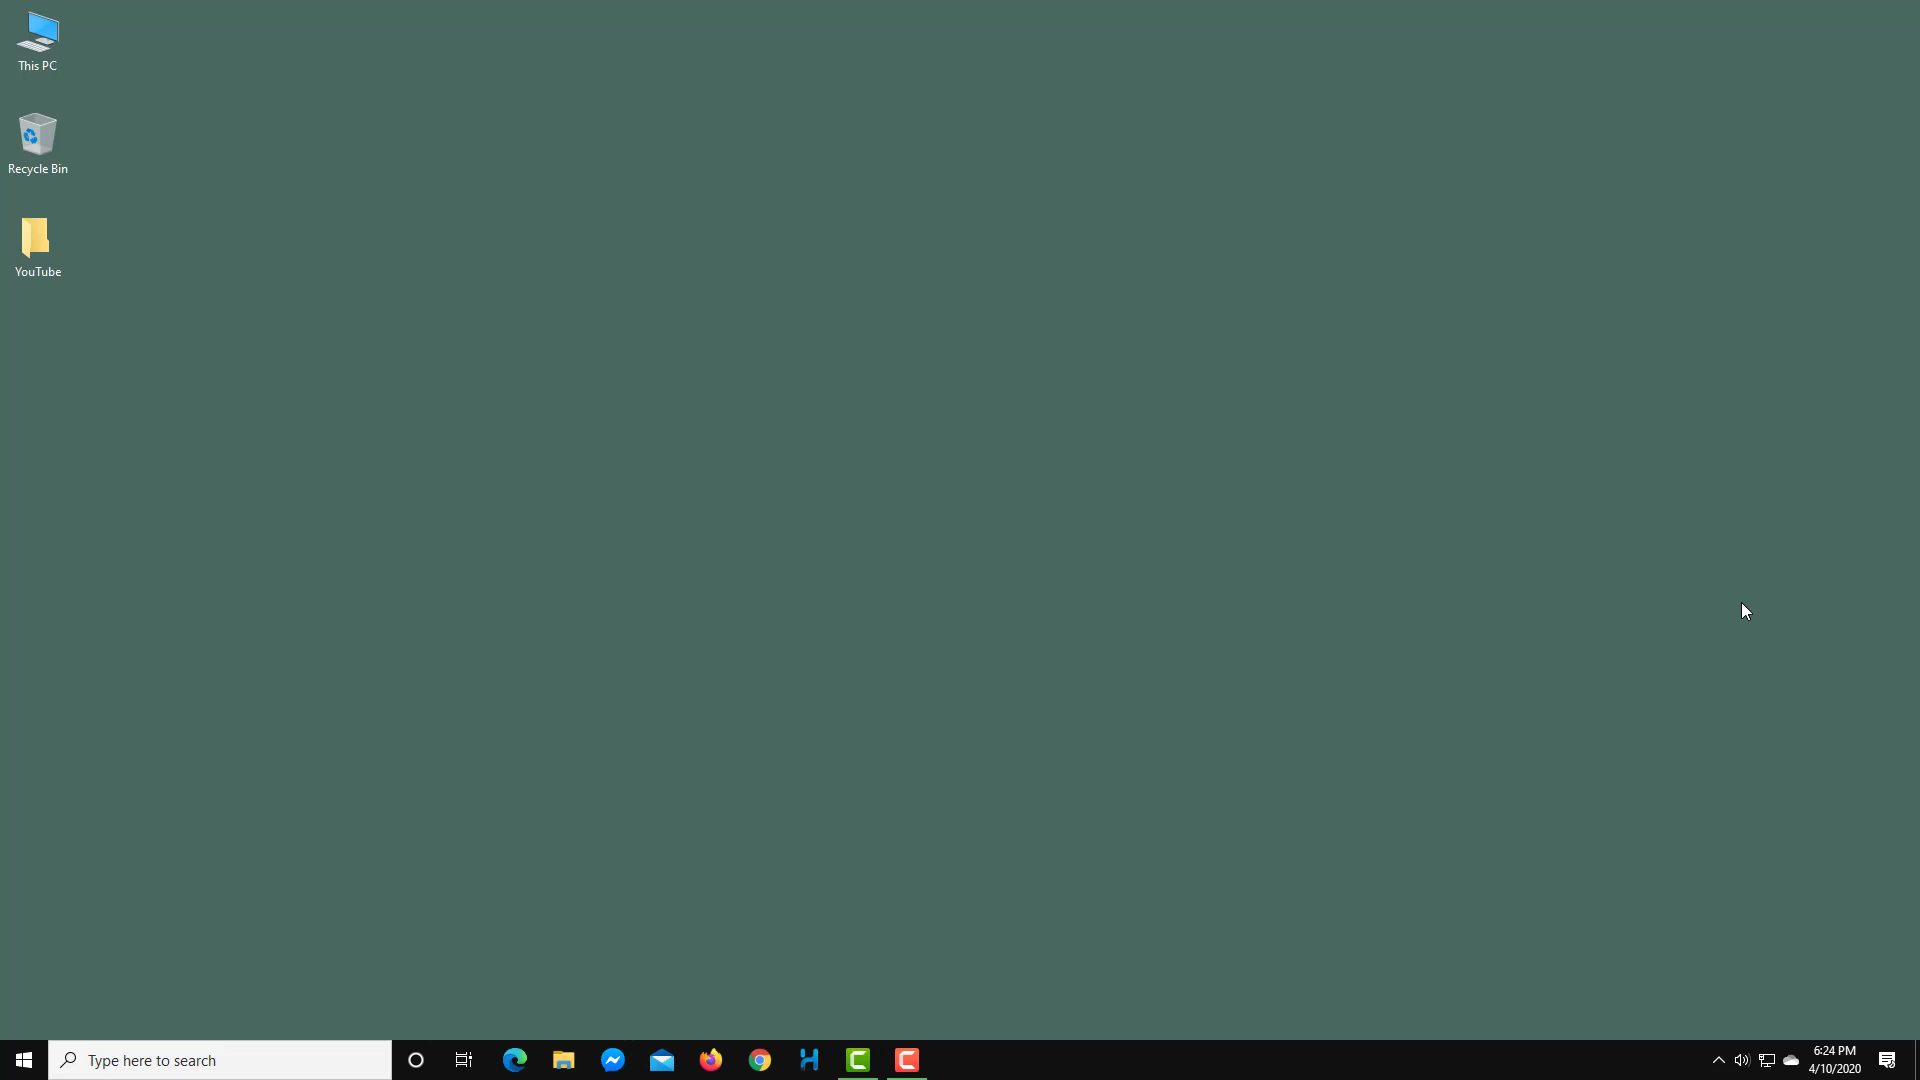 This PC
Recycle Bin
YouTube
Type here to search
6:24 PM
4/10/2020